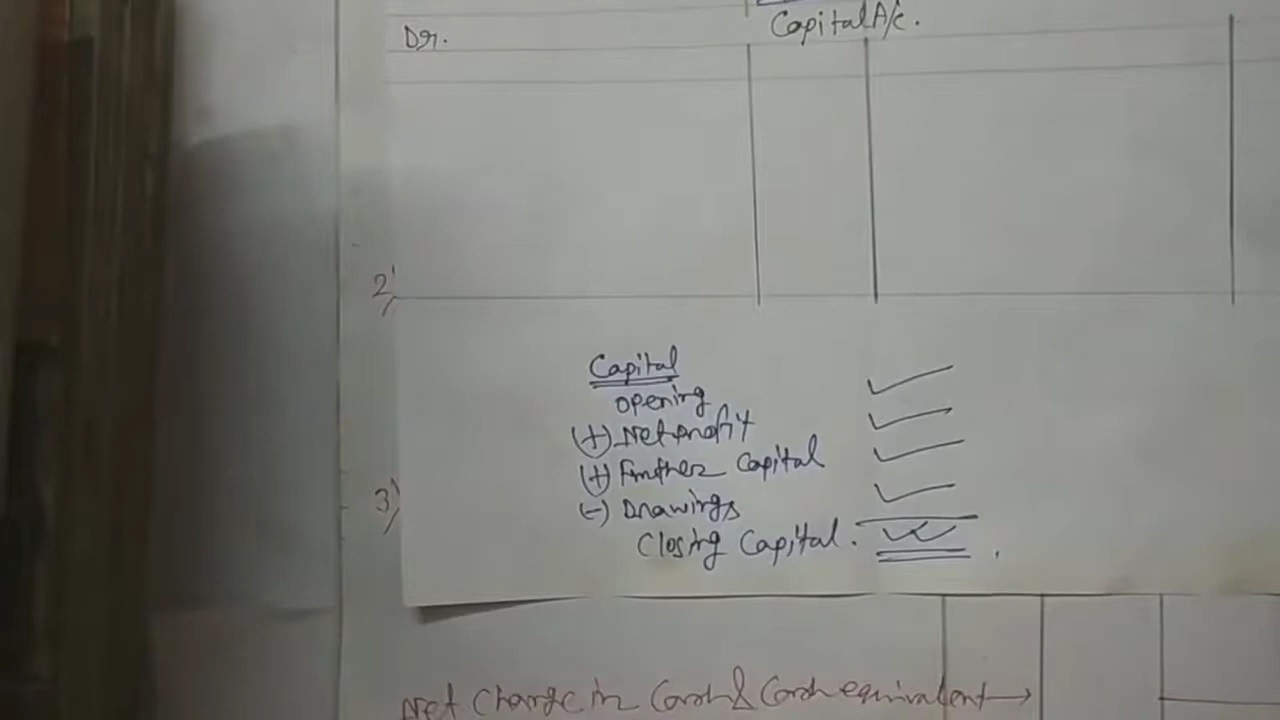 Capital A/c.
Dr.
2)
Capital
opening
(+) Net profit
(+) Further Capital
3)
(-) Drawings
Closing Capital.
Net Change in Cash & Cash equivalent →